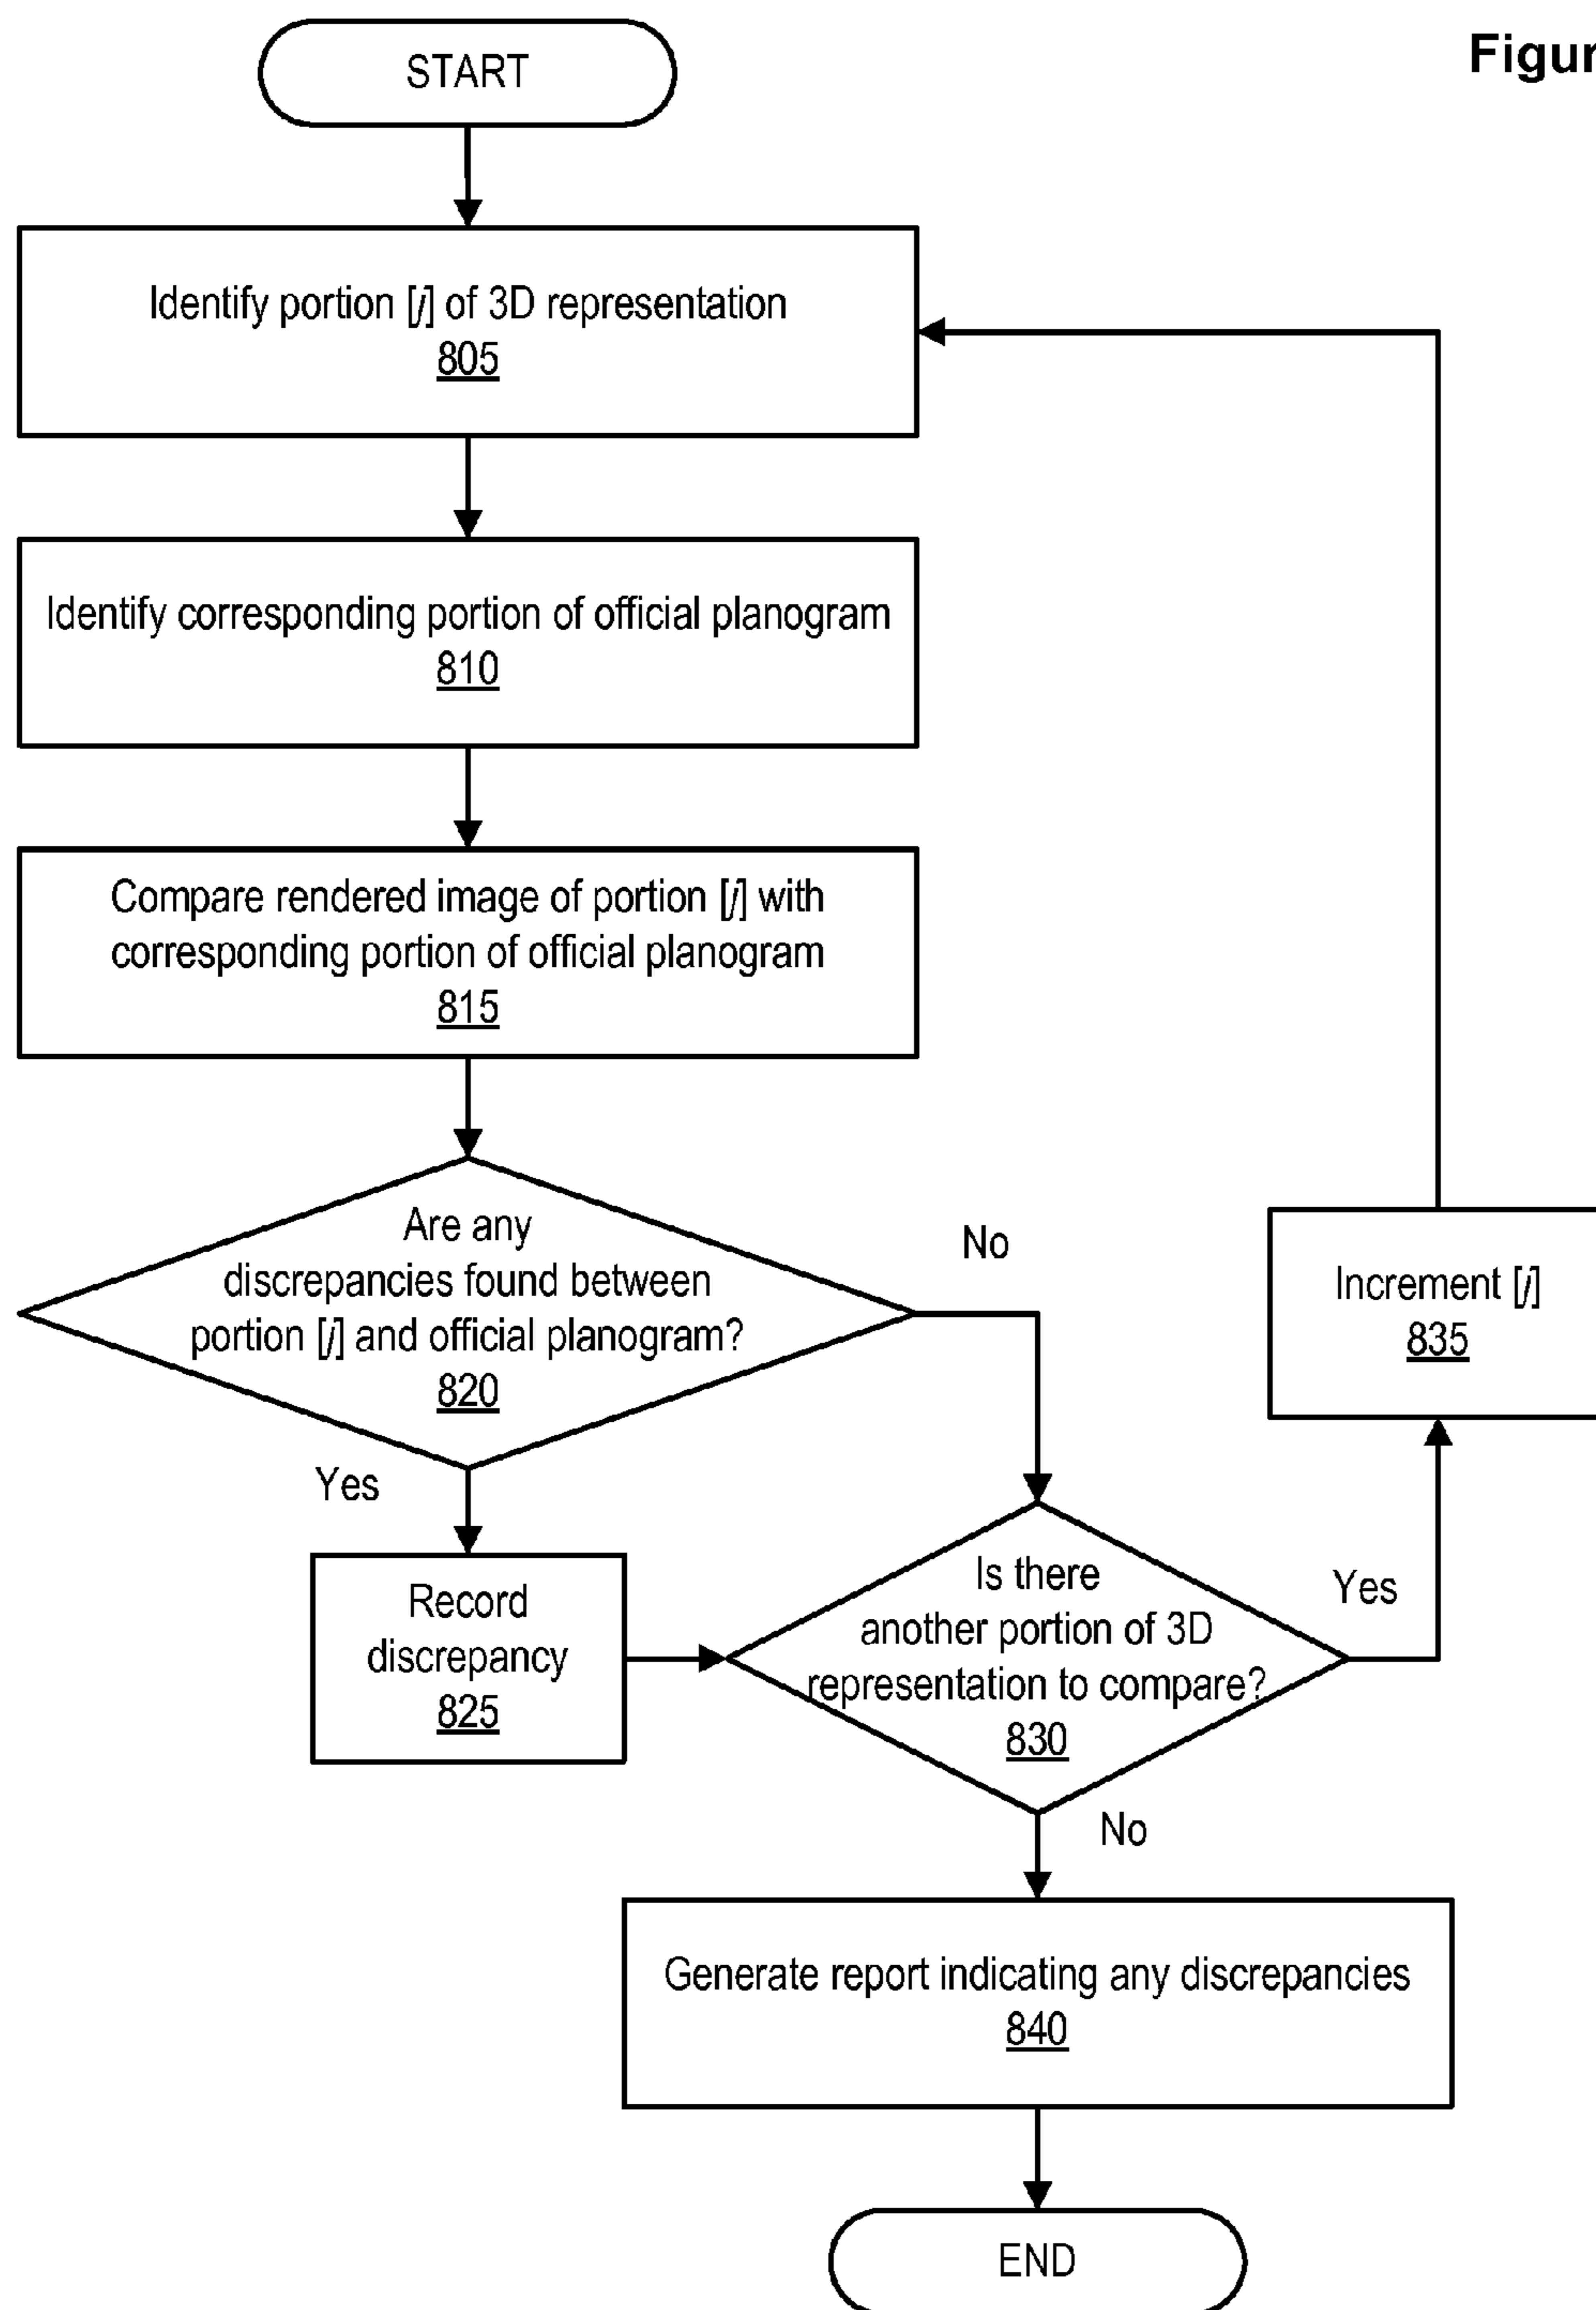 START
Identify portion [j] of 3D representation
805
Identify corresponding portion of official planogram
810
Compare rendered image of portion [j] with
corresponding portion of official planogram
815
Are any
discrepancies found between
portion [j] and official planogram?
820
No
Yes
Increment [j]
835
Record
discrepancy
825
Is there
another portion of 3D
representation to compare?
830
Yes
No
Generate report indicating any discrepancies
840
END